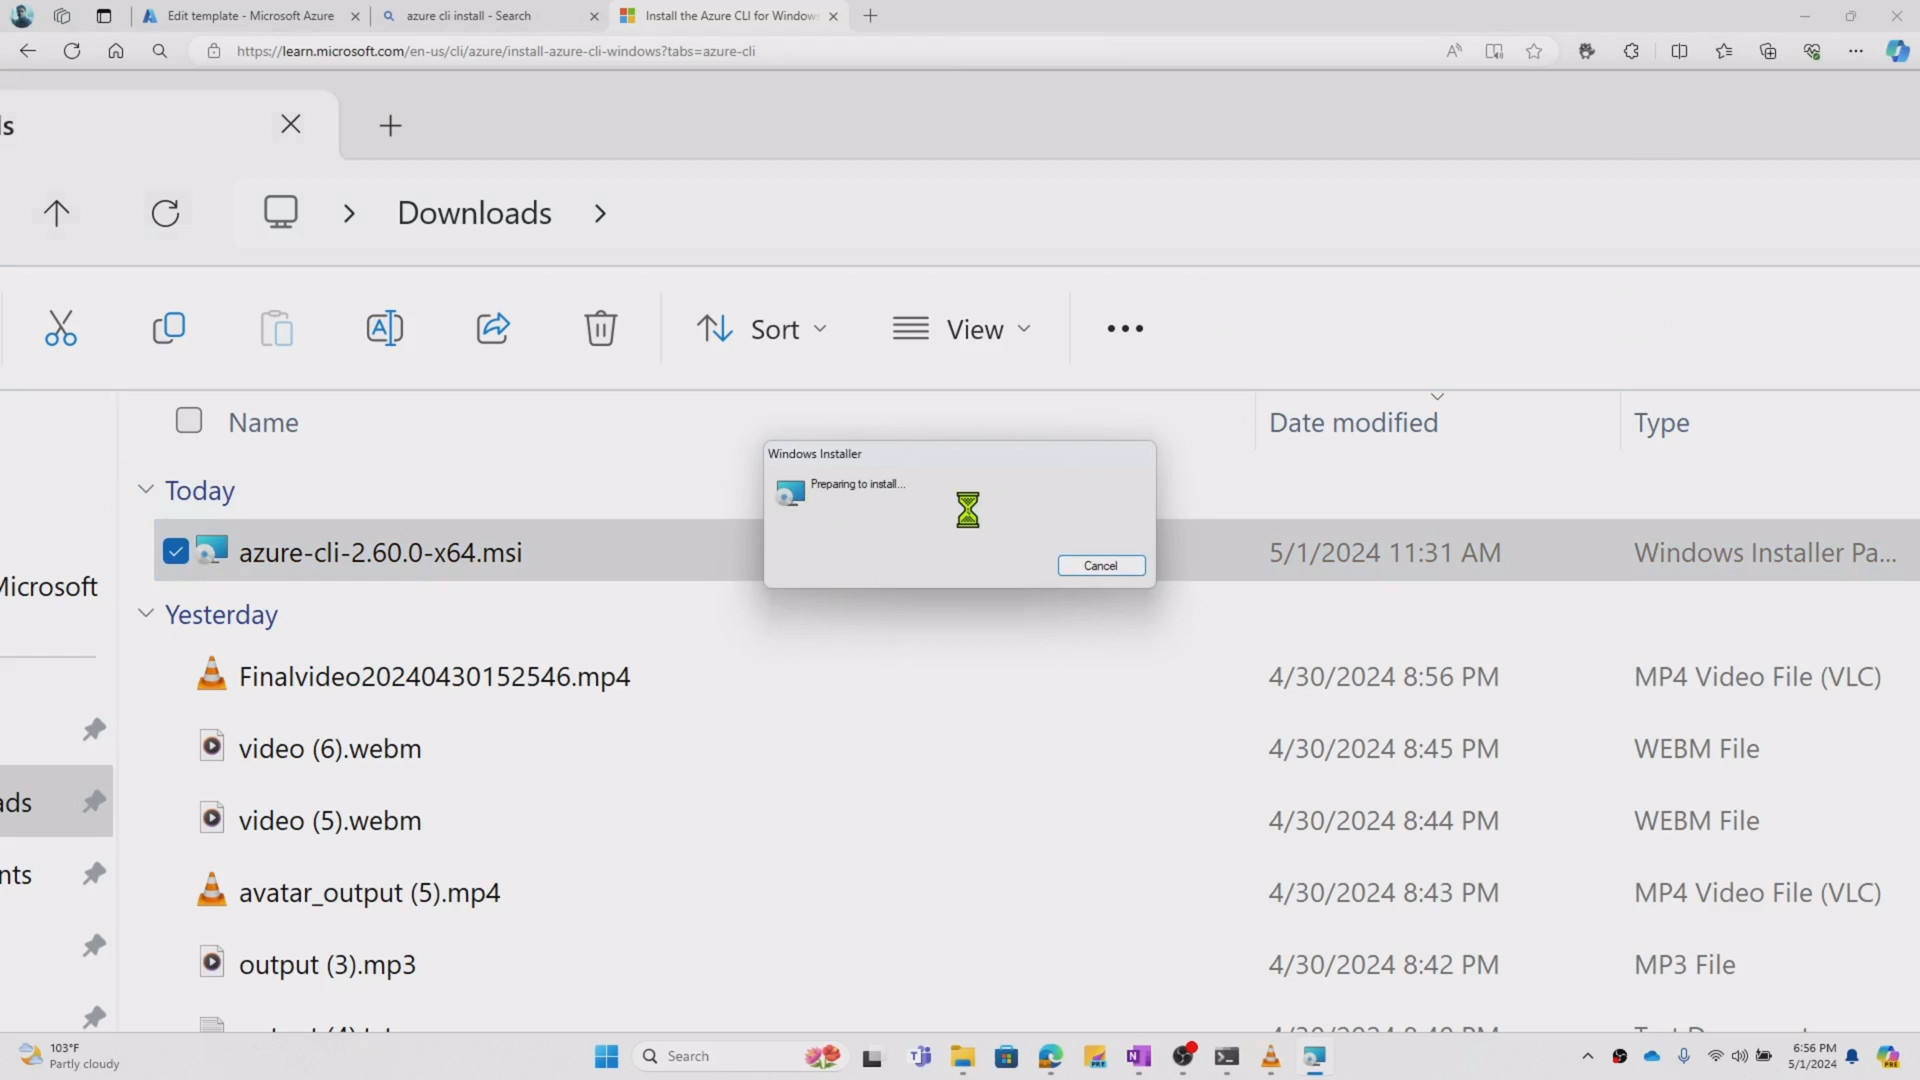 Edit template - Microsoft Azure
azure cli install - Search
Install the Azure CLI for Windows
https://learn.microsoft.com/en-us/cli/azure/install-azure-cli-windows?tabs=azure-cli
ls
Downloads
Sort
View
Name
Date modified
Type
Windows Installer
Preparing to install...
Cancel
Today
azure-cli-2.60.0-x64.msi
5/1/2024 11:31 AM
Windows Installer Pa...
Microsoft
Yesterday
Finalvideo20240430152546.mp4
4/30/2024 8:56 PM
MP4 Video File (VLC)
video (6).webm
4/30/2024 8:45 PM
WEBM File
ads
video (5).webm
4/30/2024 8:44 PM
WEBM File
nts
avatar_output (5).mp4
4/30/2024 8:43 PM
MP4 Video File (VLC)
output (3).mp3
4/30/2024 8:42 PM
MP3 File
103°F
Partly cloudy
Search
PRE
6:56 PM
5/1/2024
PRE